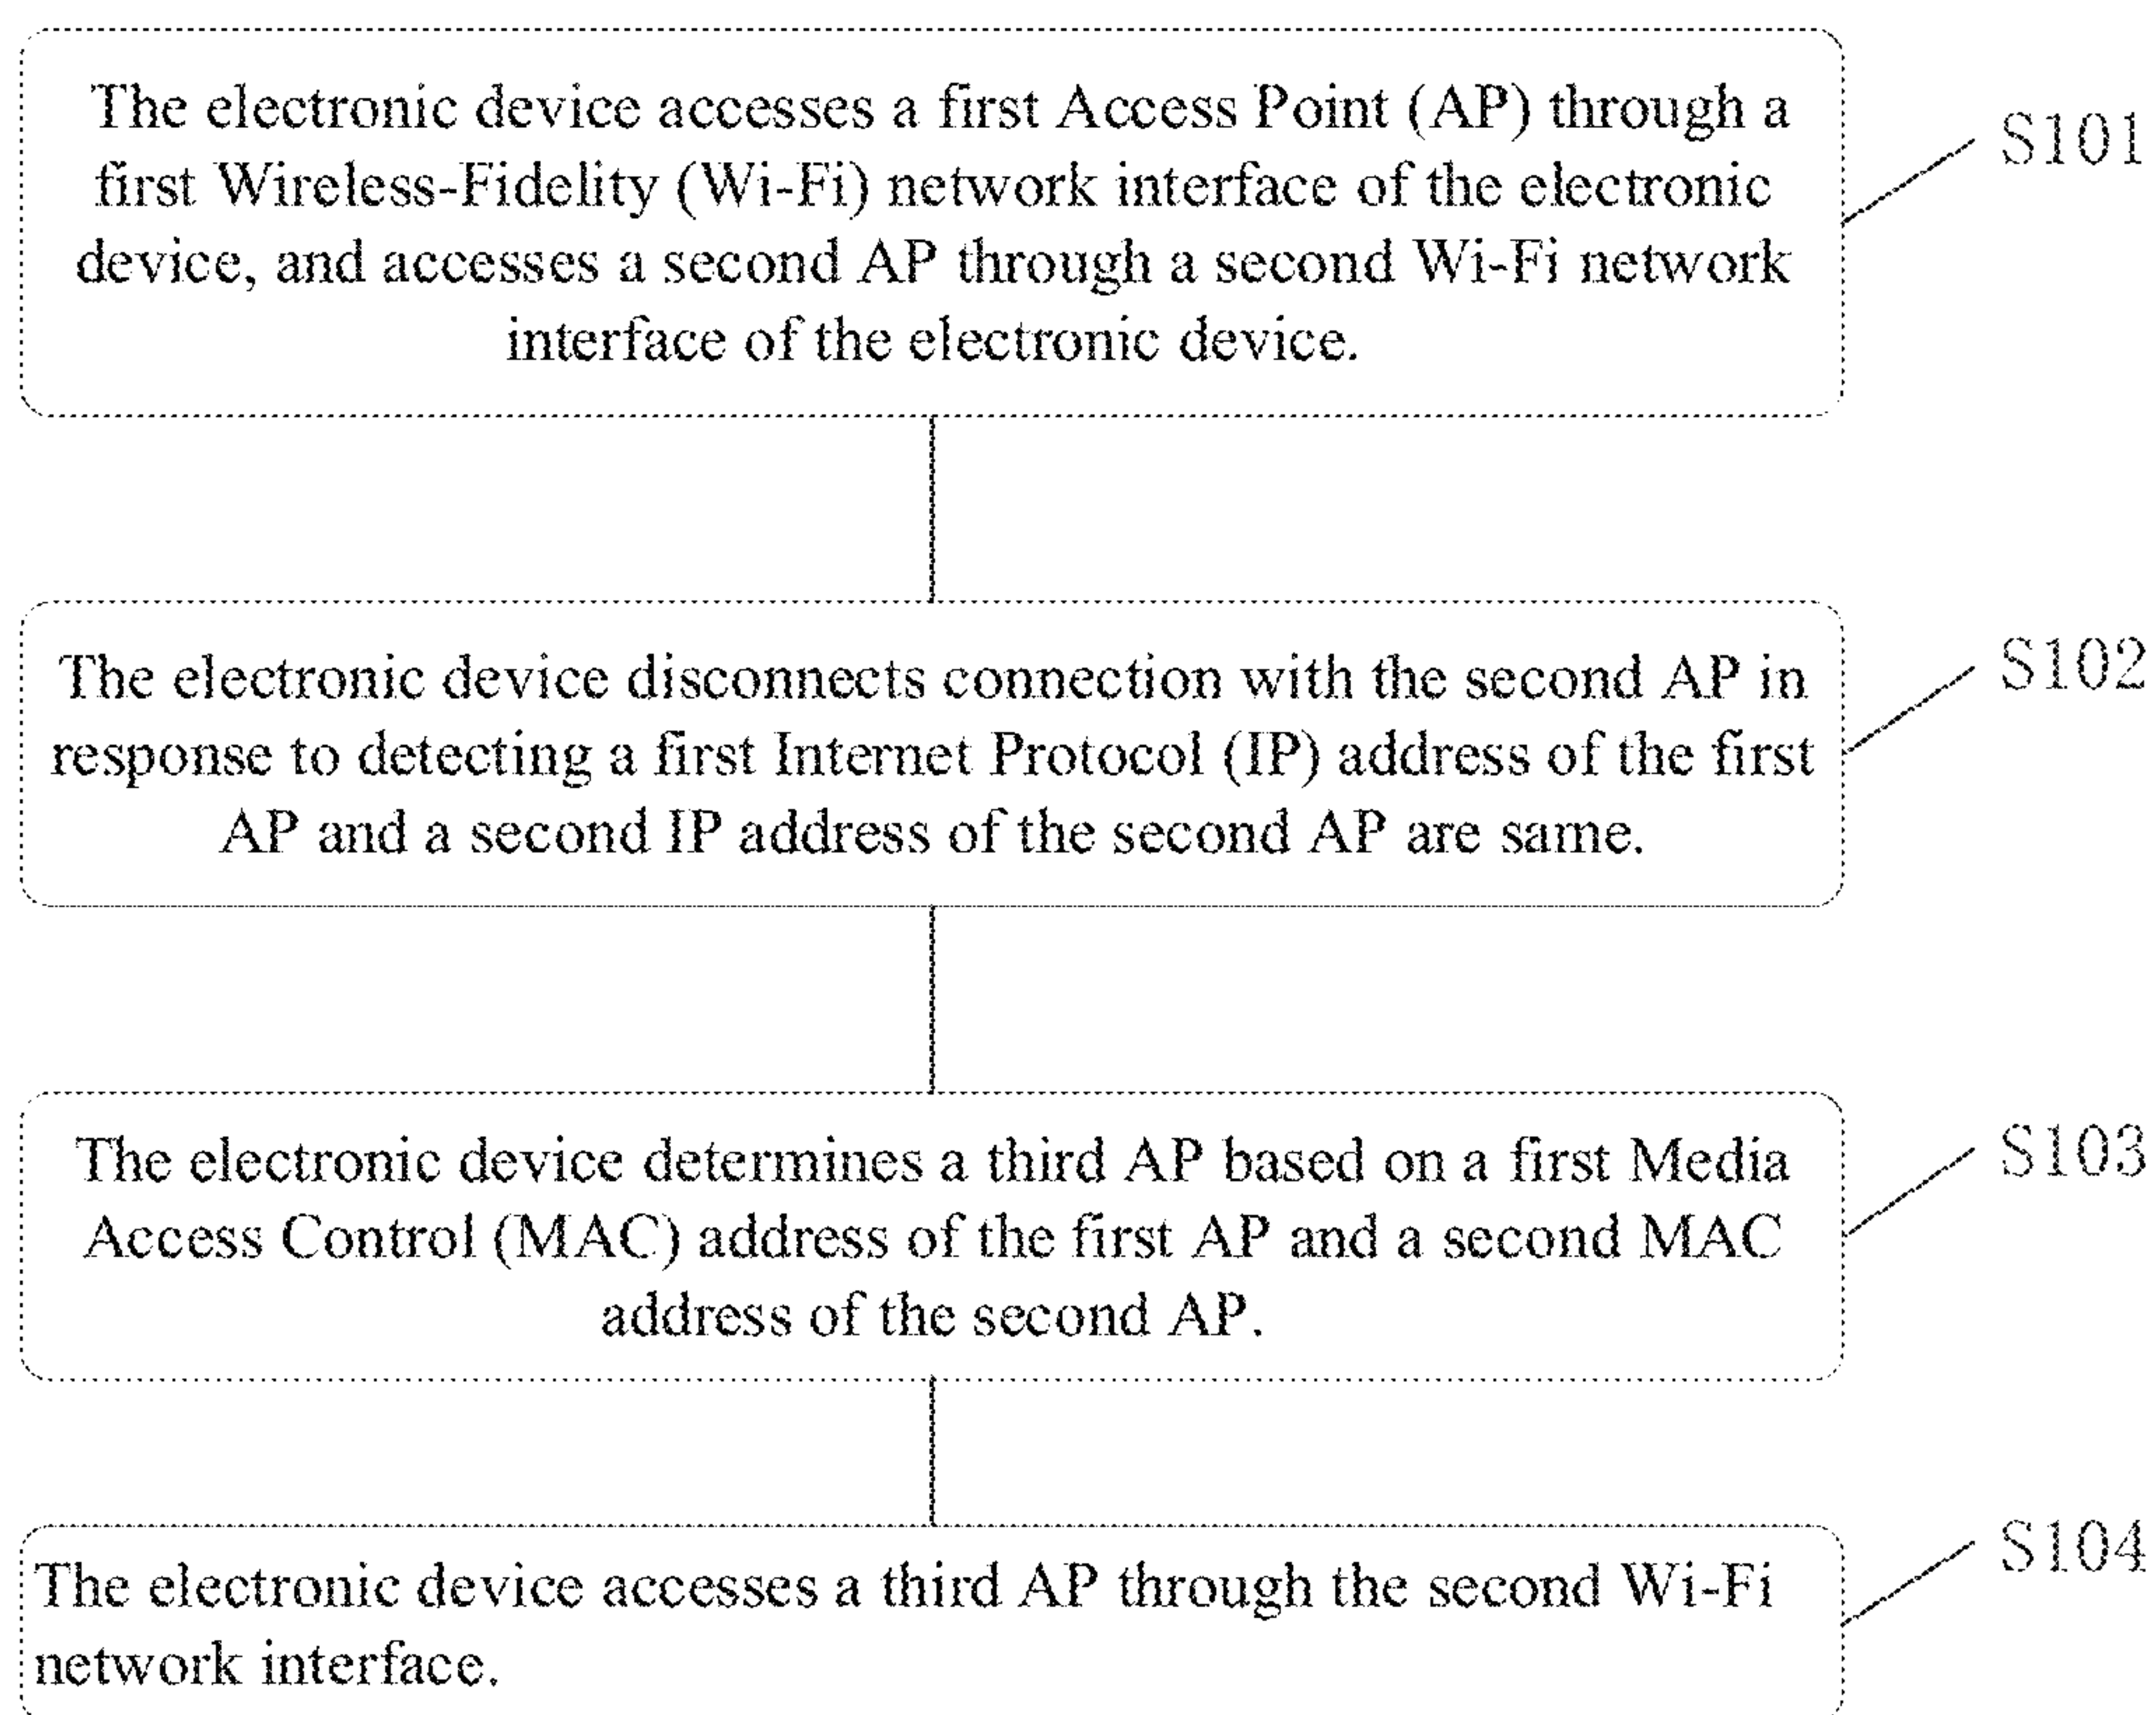 The electronic device accesses a first Access Point (AP) through a
first Wireless-Fidelity (Wi-Fi) network interface of the electronic
device, and accesses a second AP through a second Wi-Fi network
interface of the electronic device.
S101
The electronic device disconnects connection with the second AP in
response to detecting a first Internet Protocol (IP) address of the first
AP and a second IP address of the second AP are same.
S102
The electronic device determines a third AP based on a first Media
Access Control (MAC) address of the first AP and a second MAC
address of the second AP.
S103
The electronic device accesses a third AP through the second Wi-Fi
network interface.
S104